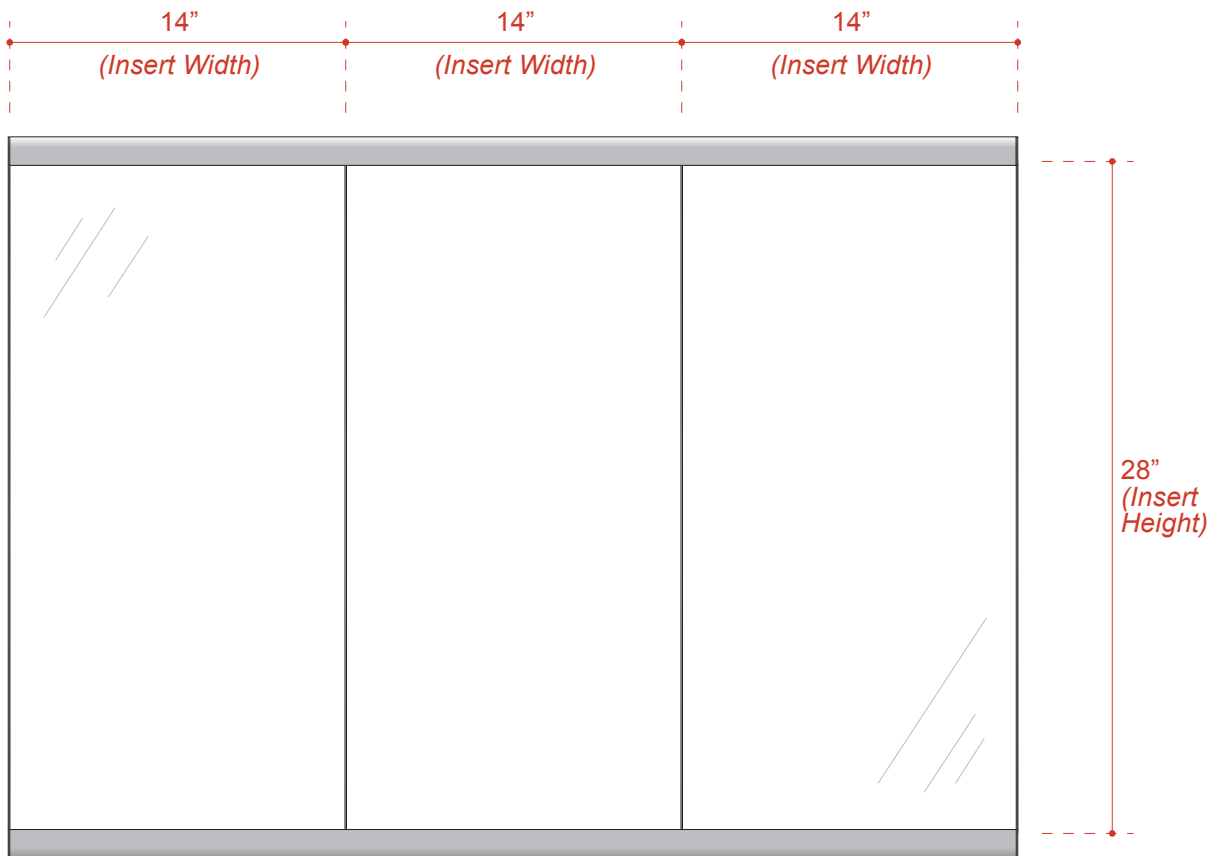 14” 14” 14”
(Insert Width) (Insert Width) (Insert Width)
28”
(Insert
Height)